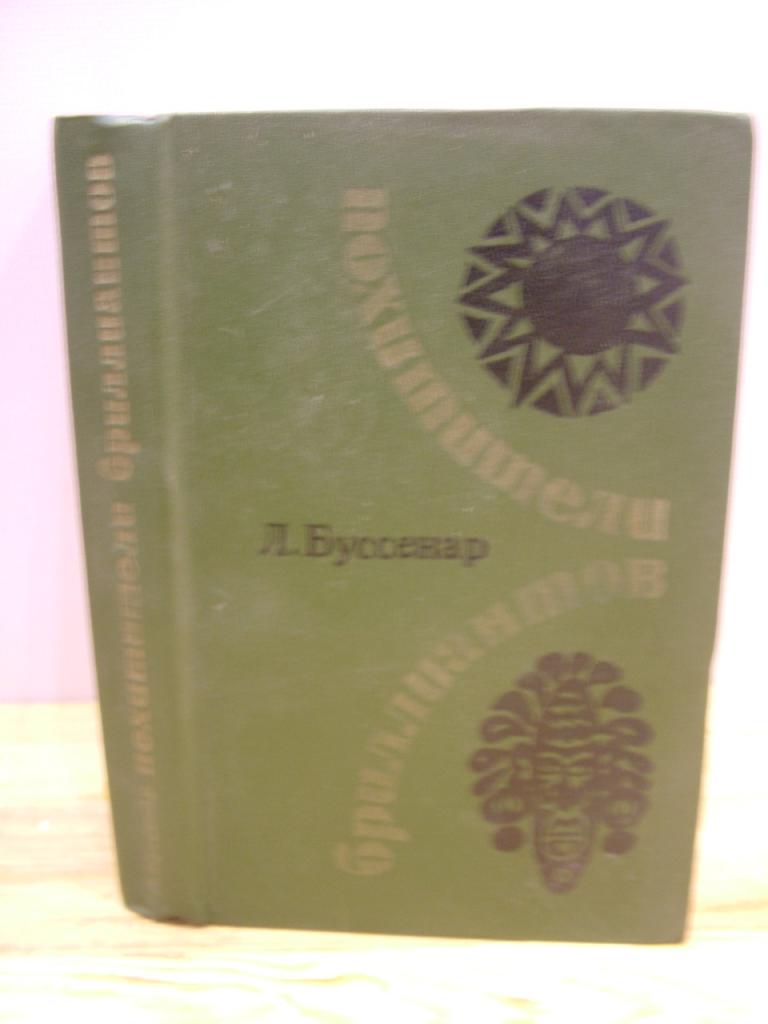 похитители
бриллиантов
Л. Буссенар
похитители бриллиантов